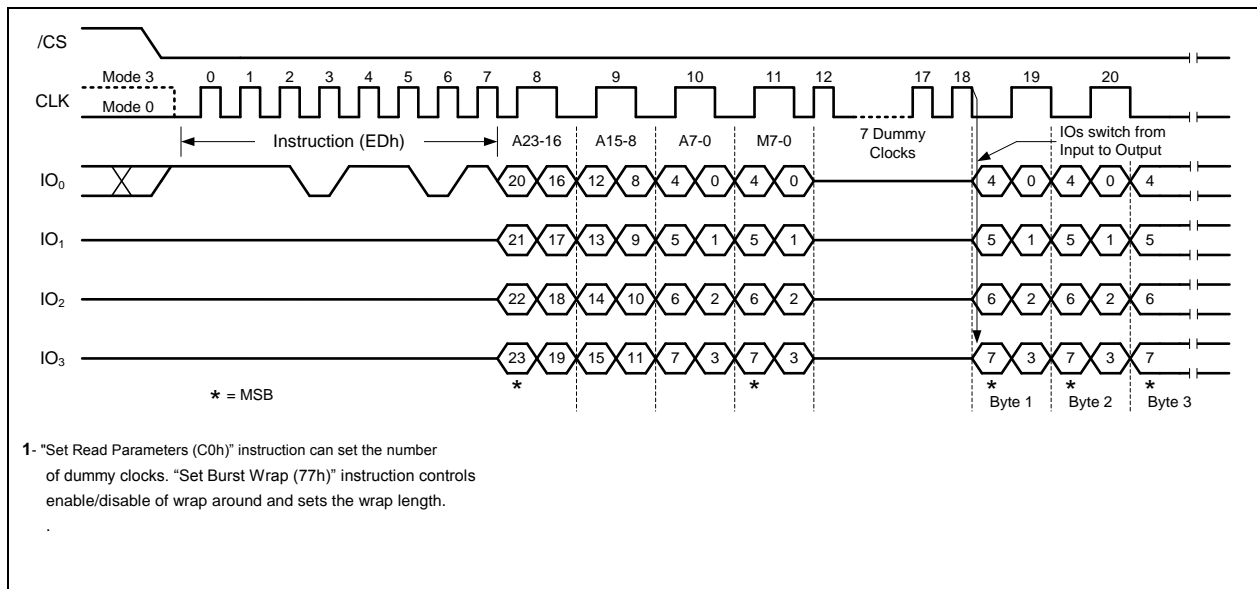 /CS
Mode 3 0 1 2 3 4 5 6 7 8 9 10 11 12 17 18 19 20
CLK Mode 0
Instruction (EDh) A23-16 A15-8 A7-0 M7-0 7 Dummy Clocks IOs switch from Input to Output
IO0 20 16 12 8 4 0 4 0 4 0 4 0 4
IO1 21 17 13 9 5 1 5 1 5 1 5 1 5
IO2 22 18 14 10 6 2 6 2 6 2 6 2 6
IO3 23 19 15 11 7 3 7 3 7 3 7 3 7
* * * * *
* = MSB Byte 1 Byte 2 Byte 3
1- "Set Read Parameters (C0h)” instruction can set the number
of dummy clocks. “Set Burst Wrap (77h)” instruction controls
enable/disable of wrap around and sets the wrap length.
.